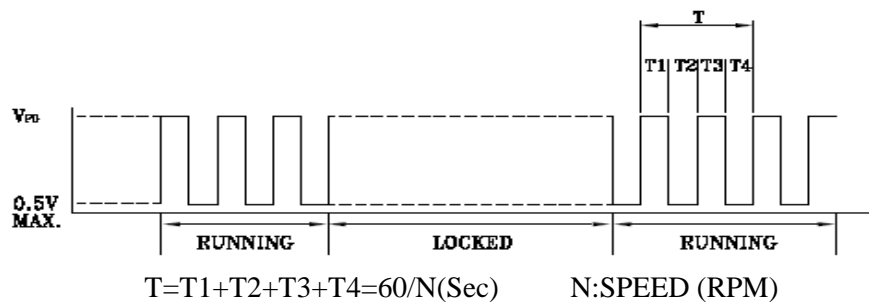 T
T1 T2 T3 T4
VFG
0.5V
MAX.
RUNNING LOCKED RUNNING
T=T1+T2+T3+T4=60/N(Sec) N:SPEED (RPM)